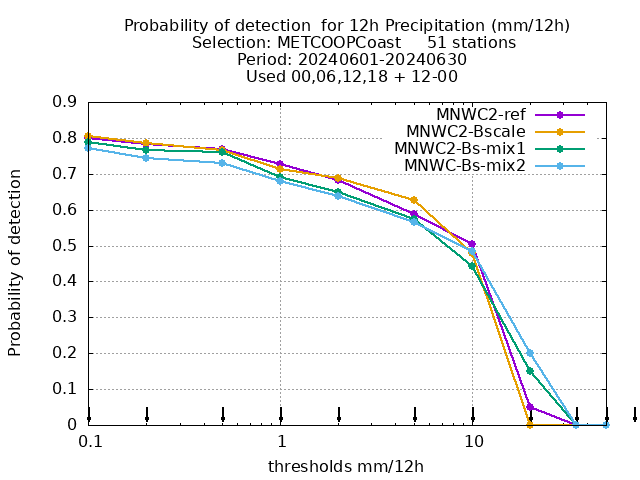 Probability of detection  for 12h Precipitation (mm/12h)
Selection: METCOOPCoast     51 stations
Period: 20240601-20240630
Used 00,06,12,18 + 12-00
MNWC2-ref
MNWC2-Bscale
MNWC2-Bs-mix1
MNWC-Bs-mix2
Probability of detection
0.9
0.8
0.7
0.6
0.5
0.4
0.3
0.2
0.1
0
0.1
1
10
thresholds mm/12h